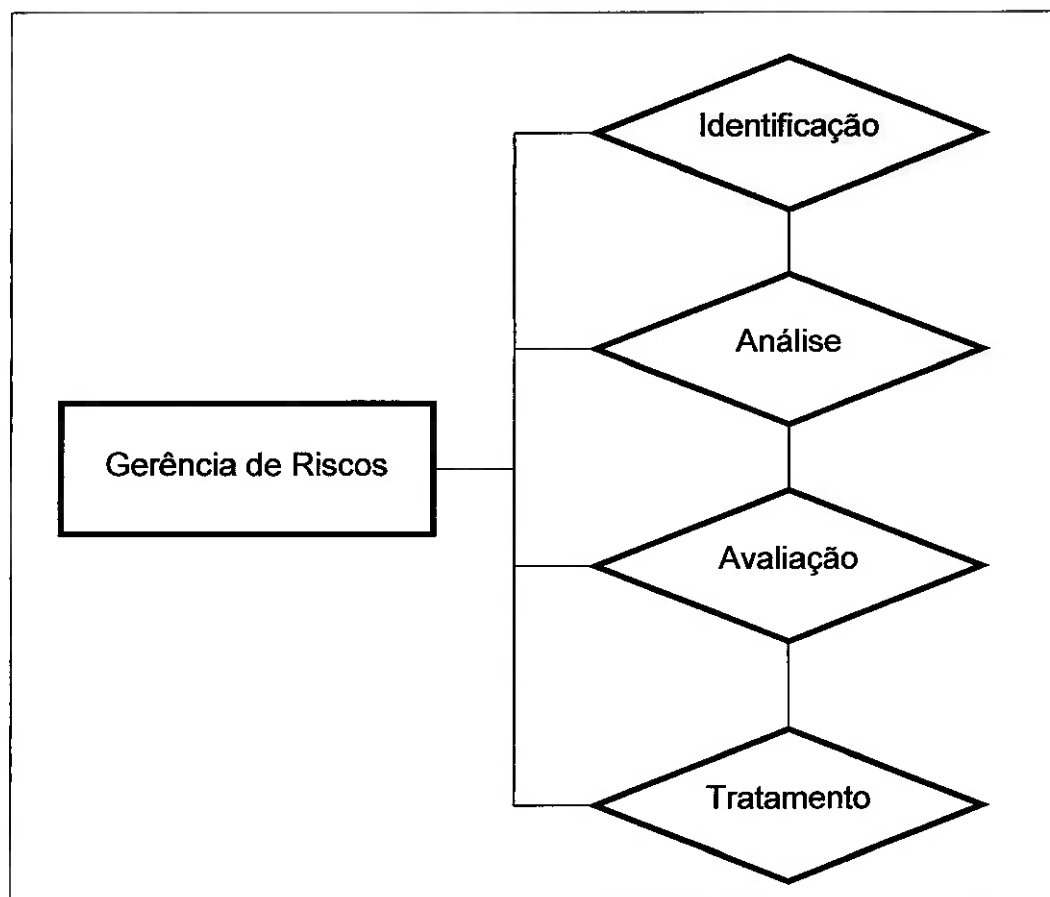 Identificação
Análise
Gerência de Riscos
Avaliação
Tratamento